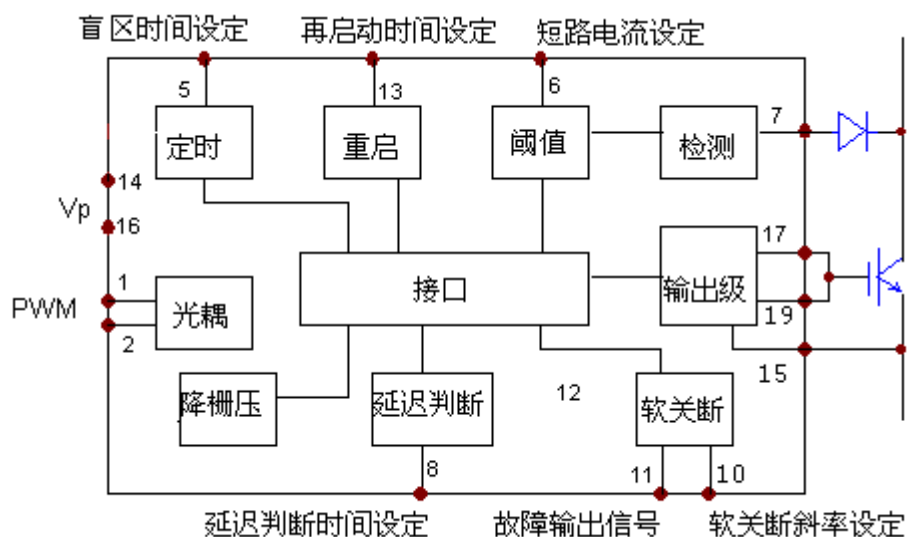 盲区时间设定 再启动时间设定 短路电流设定
5 13 6 7
定时 重启 阈值 检测
14
Vp
16
17
1
PWM 光耦 接口 输出级
2 19
15
降栅压 延迟判断 12 软关断
8 11 10
延迟判断时间设定 故障输出信号 软关断斜率设定